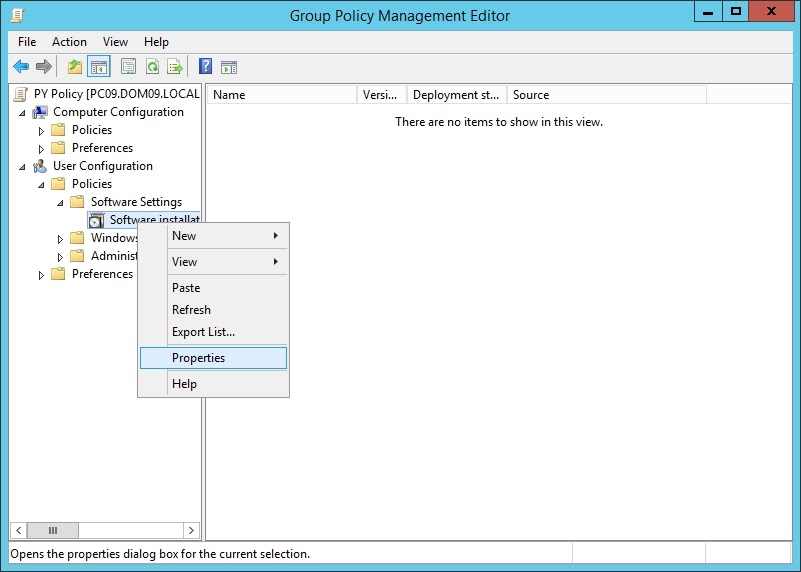 Group Policy Management Editor
File Action View Help
PY Policy [PC09.DOM09.LOCAL
Computer Configuration
Policies
Preferences
User Configuration
Policies
Software Settings
Software installat
Windows
Administ
Preferences
Name Versi... Deployment st... Source
There are no items to show in this view.
New
View
Paste
Refresh
Export List...
Properties
Help
Opens the properties dialog box for the current selection.